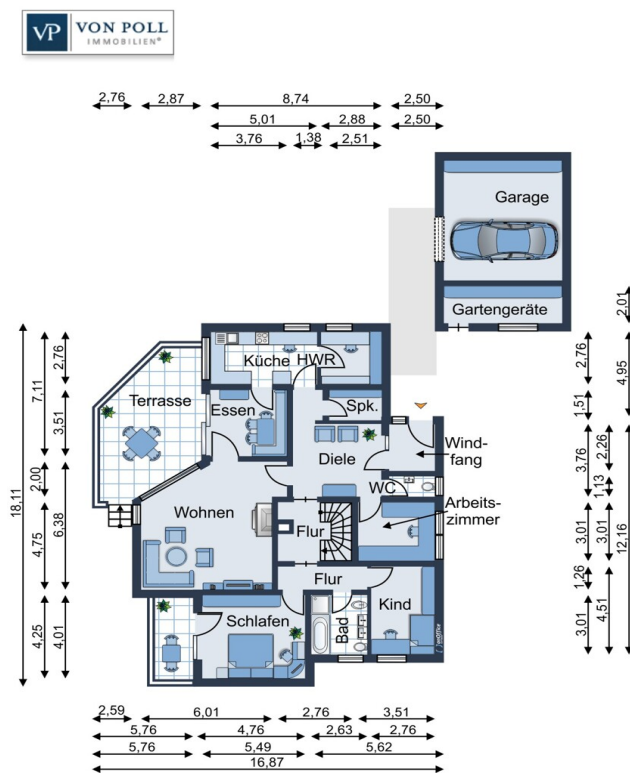 VP VON POLL
IMMOBILIEN®
2,76 2,87 8,74 2,50
5,01 2,88 2,50
3,76 1,38 2,51
Garage
Gartengeräte
Küche HWR
Terrasse
Essen
Spk.
Diele
Wind-
fang
WC
Wohnen
Arbeits-
zimmer
Flur
Flur
Schlafen
Bad
Kind
18,11
7,11
2,00
4,75
4,25
2,76
3,51
6,38
4,01
2,76
1,51
3,76
3,01
1,26
3,01
2,26
1,13
3,01
4,51
2,01
4,95
12,16
2,59 6,01 2,76 3,51
5,76 4,76 2,63 2,76
5,76 5,49 5,62
16,87